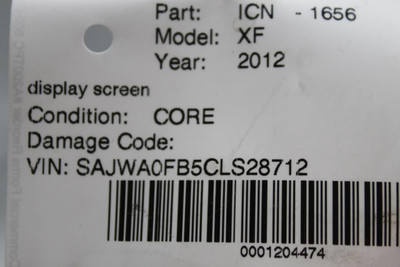 Part: ICN - 1656
Model: XF
Year: 2012
display screen
Condition: CORE
Damage Code:
VIN: SAJWA0FB5CLS28712
0001204474